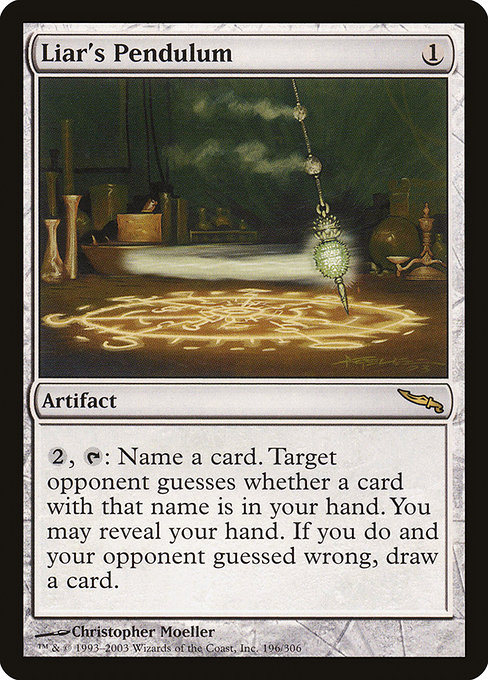 Liar's Pendulum 1
Artifact
2, : Name a card. Target
opponent guesses whether a card
with that name is in your hand. You
may reveal your hand. If you do and
your opponent guessed wrong, draw
a card.
Christopher Moeller
™ & © 1993–2003 Wizards of the Coast, Inc. 196/306